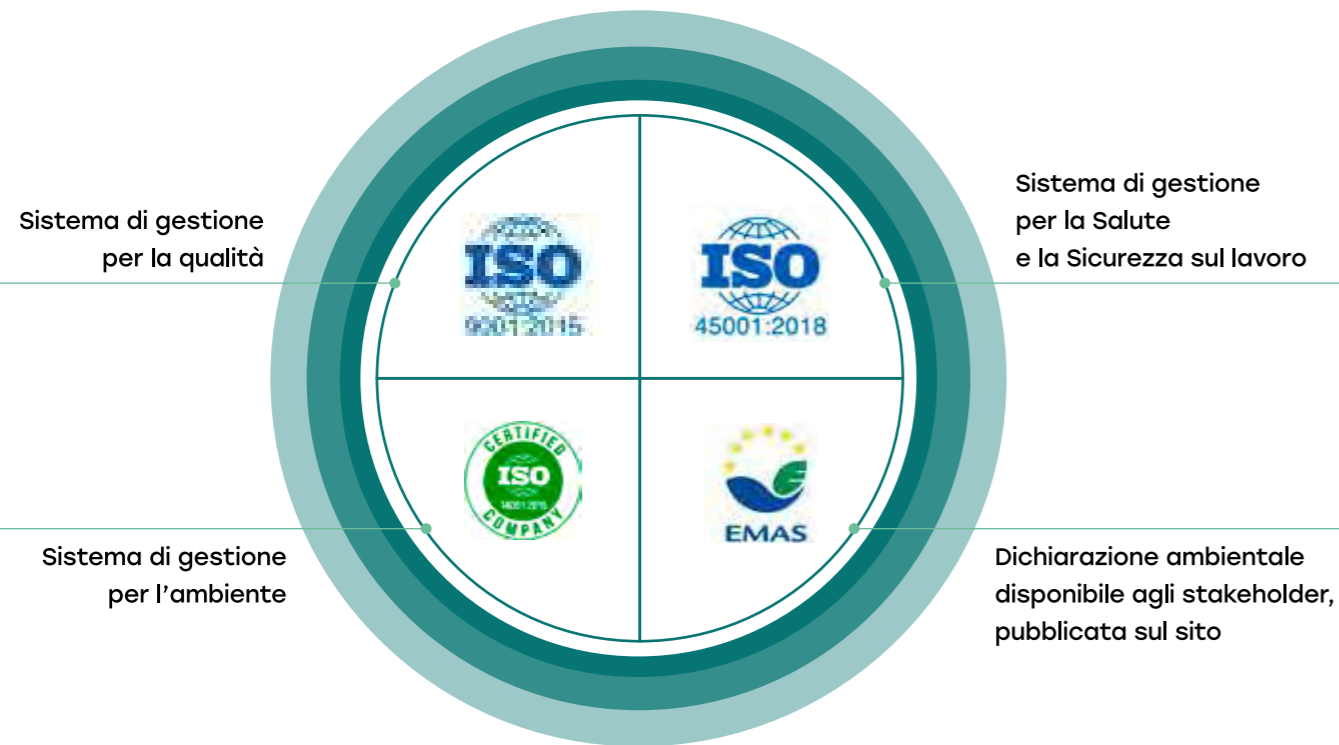 Sistema di gestione
per la qualità
Sistema di gestione
per la Salute
e la Sicurezza sul lavoro
ISO
9001:2015
ISO
45001:2018
CERTIFIED
ISO
14001:2015
COMPANY
EMAS
Sistema di gestione
per l’ambiente
Dichiarazione ambientale
disponibile agli stakeholder,
pubblicata sul sito